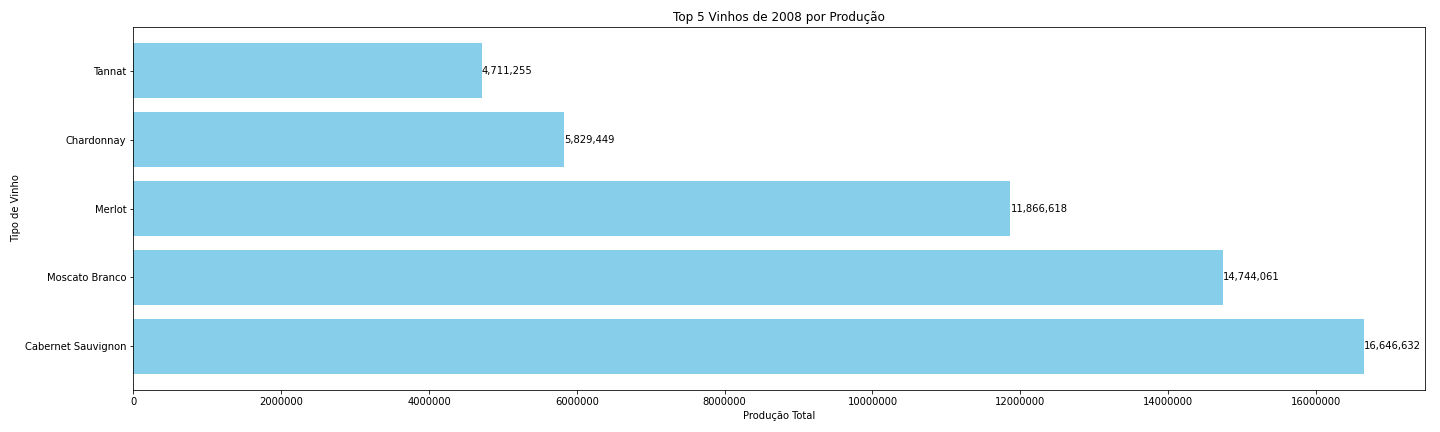 Top 5 Vinhos de 2008 por Produção
Tipo de Vinho
Tannat
4,711,255
Chardonnay
5,829,449
Merlot
11,866,618
Moscato Branco
14,744,061
Cabernet Sauvignon
16,646,632
0 2000000 4000000 6000000 8000000 10000000 12000000 14000000 16000000
Produção Total